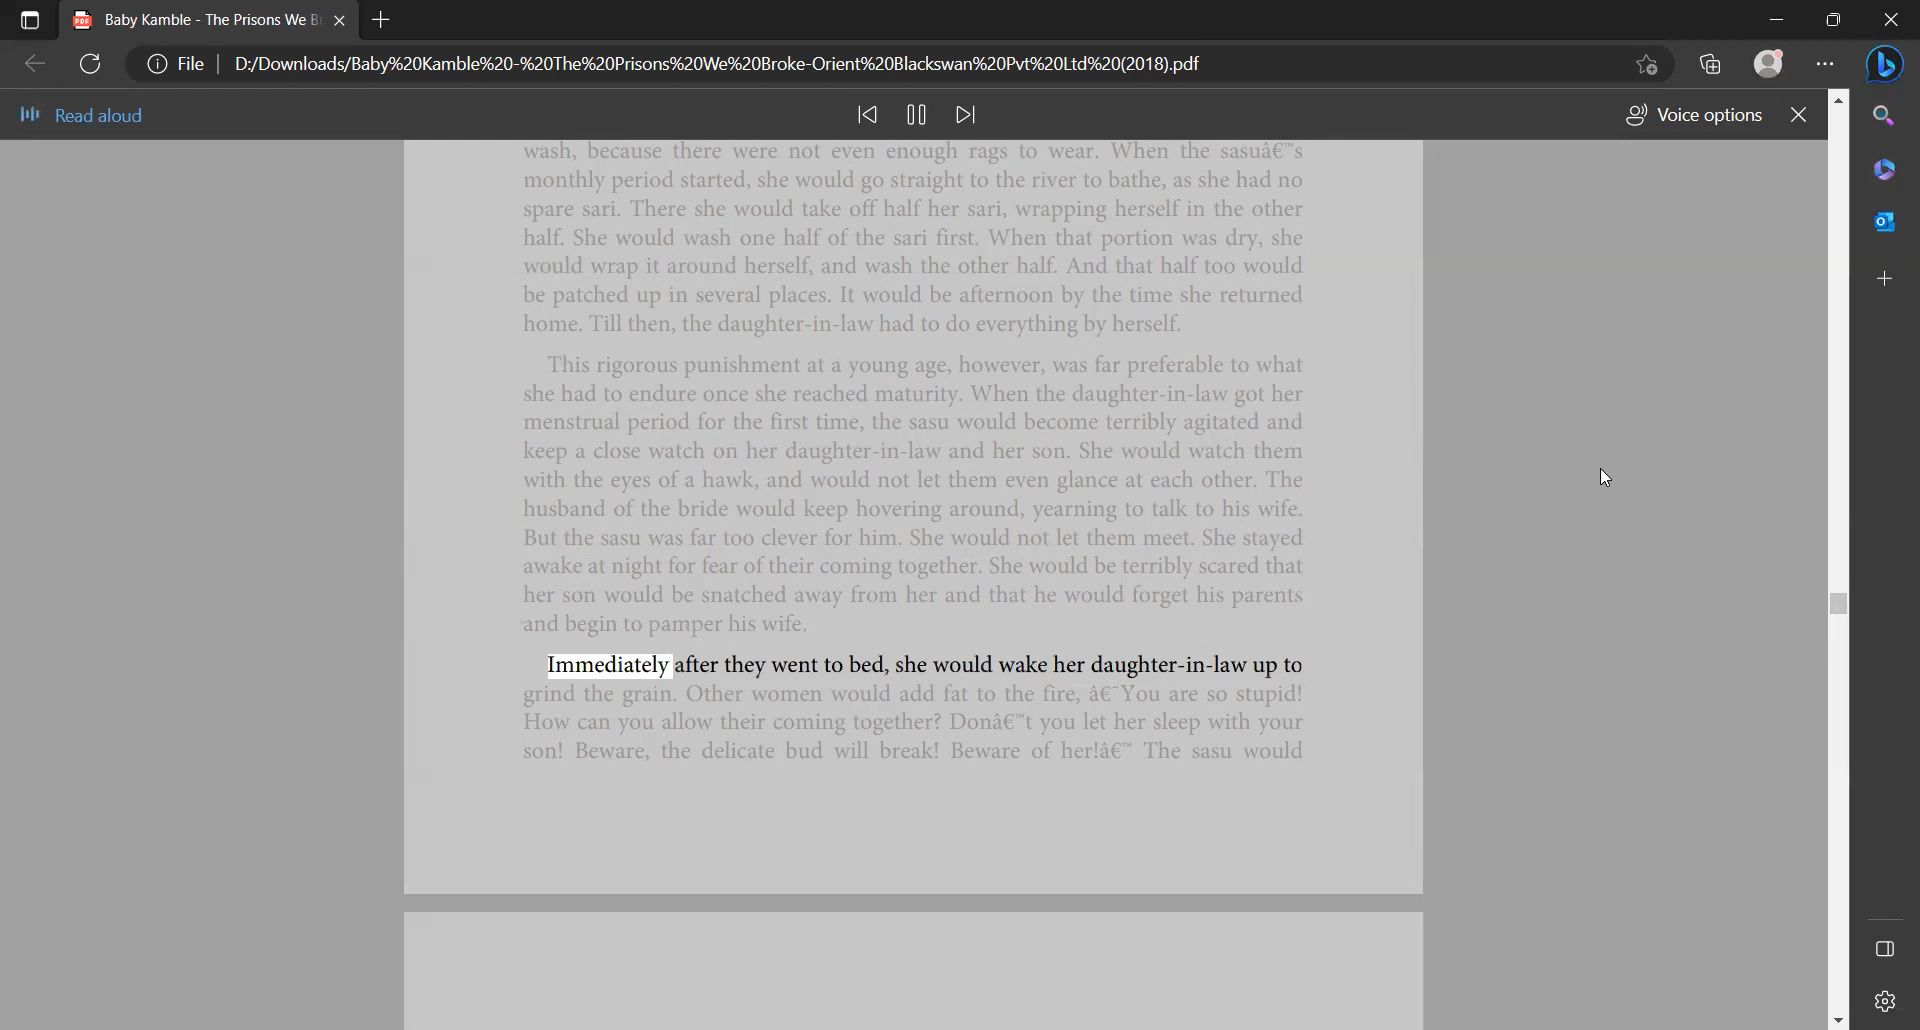 Baby Kamble - The Prisons We B
File
D:/Downloads/Baby%20Kamble%20-%20The%20Prisons%20We%20Broke-Orient%20Blackswan%20Pvt%20Ltd%20(2018).pdf
Read aloud
Voice options
wash, because there were not even enough rags to wear. When the sasuâ€™s
monthly period started, she would go straight to the river to bathe, as she had no
spare sari. There she would take off half her sari, wrapping herself in the other
half. She would wash one half of the sari first. When that portion was dry, she
would wrap it around herself, and wash the other half. And that half too would
be patched up in several places. It would be afternoon by the time she returned
home. Till then, the daughter-in-law had to do everything by herself.
This rigorous punishment at a young age, however, was far preferable to what
she had to endure once she reached maturity. When the daughter-in-law got her
menstrual period for the first time, the sasu would become terribly agitated and
keep a close watch on her daughter-in-law and her son. She would watch them
with the eyes of a hawk, and would not let them even glance at each other. The
husband of the bride would keep hovering around, yearning to talk to his wife.
But the sasu was far too clever for him. She would not let them meet. She stayed
awake at night for fear of their coming together. She would be terribly scared that
her son would be snatched away from her and that he would forget his parents
and begin to pamper his wife.
Immediately after they went to bed, she would wake her daughter-in-law up to
grind the grain. Other women would add fat to the fire, â€˜You are so stupid!
How can you allow their coming together? Donâ€™t you let her sleep with your
son! Beware, the delicate bud will break! Beware of her!â€™ The sasu would